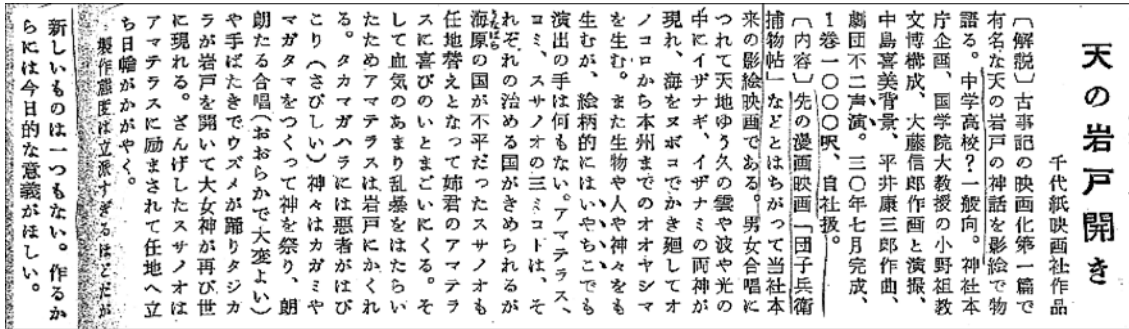 天の岩戸開き
千代紙映画社作品
〔解説〕古事記の映画化第一篇で
有名な天の岩戸の神話を影絵で物
語る。中学高校？一般向。神社本
庁企画、国学院大教授の小野祖教
文博構成、大藤信郎作画と演撮、
中島喜美背景、平井康三郎作曲、
劇団不二声演。三〇年七月完成、
１巻一〇〇〇呎、自社扱。
〔内容〕先の漫画映画「団子兵衛
捕物帖」などとはちがって当社本
来の影絵映画である。男女合唱に
つれて天地ゆう久の雲や波や光の
中にイザナギ、イザナミの両神が
現れ、海をヌボコでかき廻してオ
ノコロから本州までのオオヤシマ
を生む。また生物や人や神々をも
生むが、絵柄的にはいやちこでも
演出の手は何もない。アマテラス、
コミ、スサノオの三ミコトは、そ
れぞれの治める国がきめられるが
海原の国が不平だったスサノオも
うなばら
任地替えとなって姉君のアマテラ
スに喜びのいとまごいにくる。そ
して血気のあまり乱暴をはたらい
たためアマテラスは岩戸にかくれ
る。タカマガハラには悪者がはび
こり（さびしい）神々はカガミや
マガタマをつくって神を祭り、朗
朗たる合唱（おおらかで大変よい）
や手ばたきでウズメが踊りタジカ
ラが岩戸を開いて大女神が再び世
に現れる。ざんげしたスサノオは
アマテラスに励まされて任地へ立
ち日輪がかがやく。
製作態度は立派すぎるほどだが
新しいものは一つもない。作るか
らには今日的な意義がほしい。